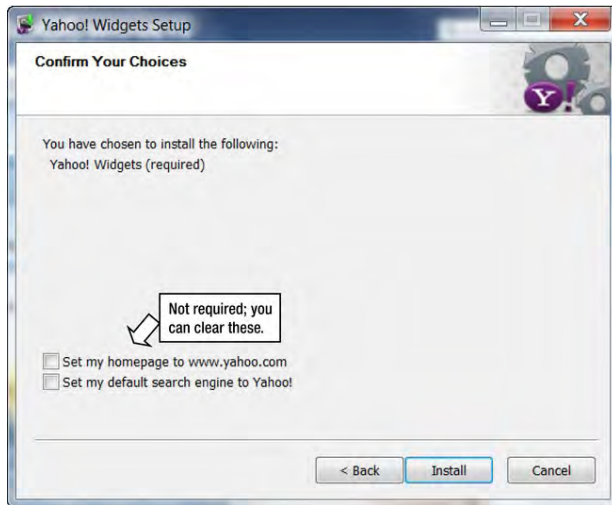 Yahoo! Widgets Setup
Confirm Your Choices
Y!
You have chosen to install the following:
Yahoo! Widgets (required)
Not required; you
can clear these.
Set my homepage to www.yahoo.com
Set my default search engine to Yahoo!
< Back
Install
Cancel